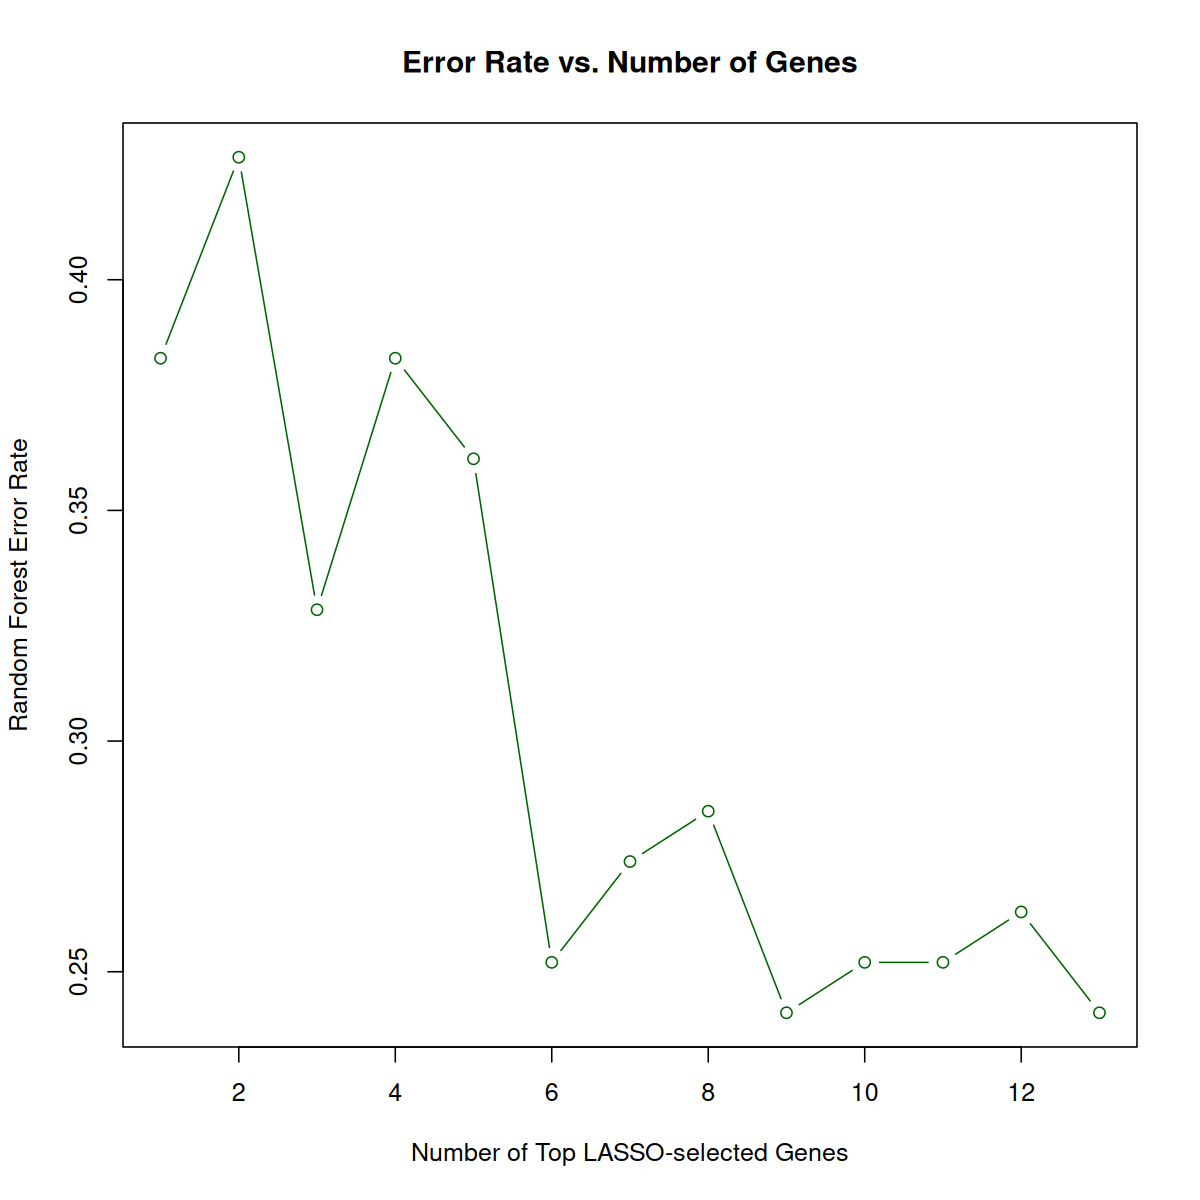 Error Rate vs. Number of Genes
Random Forest Error Rate
0.40
0.35
0.30
0.25
2 4 6 8 10 12
Number of Top LASSO-selected Genes